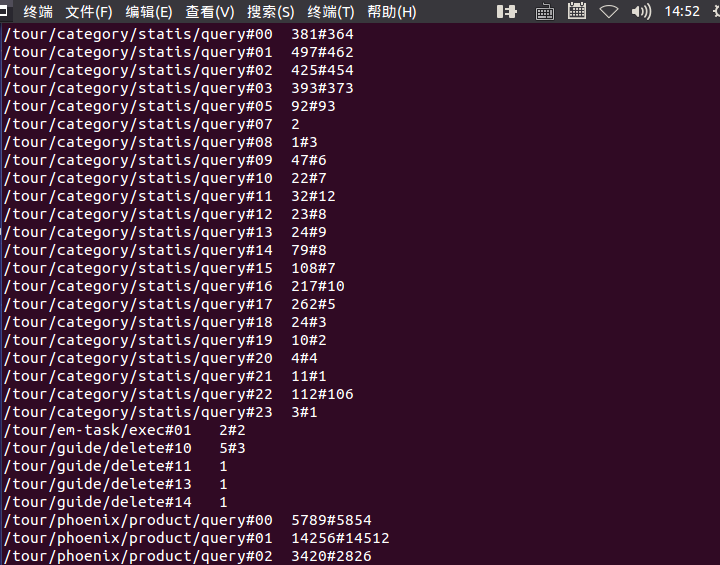 终端 文件(F) 编辑(E) 查看(V) 搜索(S) 终端(T) 帮助(H) 14:52
/tour/category/statis/query#00 381#364
/tour/category/statis/query#01 497#462
/tour/category/statis/query#02 425#454
/tour/category/statis/query#03 393#373
/tour/category/statis/query#05 92#93
/tour/category/statis/query#07 2
/tour/category/statis/query#08 1#3
/tour/category/statis/query#09 47#6
/tour/category/statis/query#10 22#7
/tour/category/statis/query#11 32#12
/tour/category/statis/query#12 23#8
/tour/category/statis/query#13 24#9
/tour/category/statis/query#14 79#8
/tour/category/statis/query#15 108#7
/tour/category/statis/query#16 217#10
/tour/category/statis/query#17 262#5
/tour/category/statis/query#18 24#3
/tour/category/statis/query#19 10#2
/tour/category/statis/query#20 4#4
/tour/category/statis/query#21 11#1
/tour/category/statis/query#22 112#106
/tour/category/statis/query#23 3#1
/tour/em-task/exec#01 2#2
/tour/guide/delete#10 5#3
/tour/guide/delete#11 1
/tour/guide/delete#13 1
/tour/guide/delete#14 1
/tour/phoenix/product/query#00 5789#5854
/tour/phoenix/product/query#01 14256#14512
/tour/phoenix/product/query#02 3420#2826